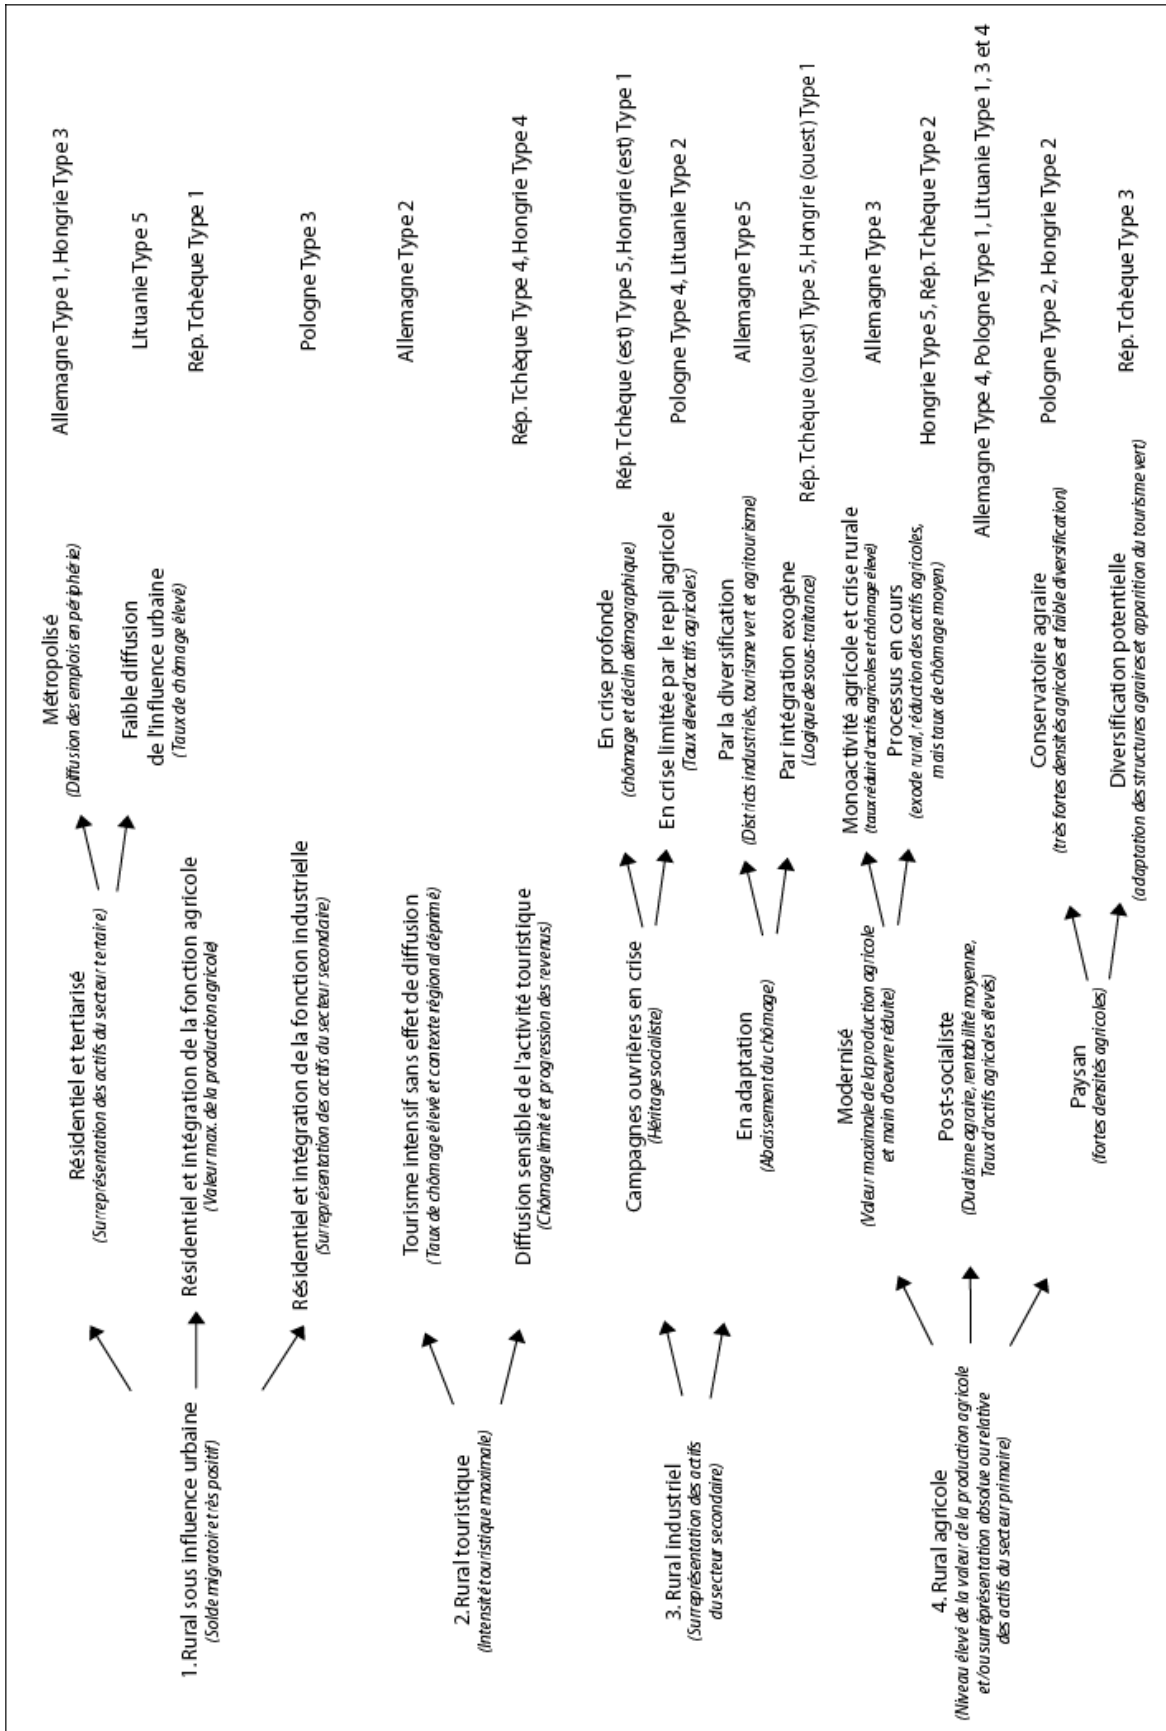 1. Rural sous influence urbaine
(Solde migratoire très positif)
Résidentiel et tertiarisé
(Surreprésentation des actifs du secteur tertaire)
Métropolisé
(Diffusion des emplois en périphérie)
Allemagne Type 1, Hongrie Type 3
Faible diffusion
de l'influence urbaine
(Taux de chômage élevé)
Lituanie Type 5
Résidentiel et intégration de la fonction agricole
(Valeur max. de la production agricole)
Rép. Tchèque Type 1
Résidentiel et intégration de la fonction industrielle
(Surreprésentation des actifs du secteur secondaire)
Pologne Type 3
2. Rural touristique
(Intensité touristique maximale)
Tourisme intensif sans effet de diffusion
(Taux de chômage élevé et contexte régional déprimé)
Allemagne Type 2
Diffusion sensible de l'activité touristique
(Chômage limité et progression des revenus)
Rép. Tchèque Type 4, Hongrie Type 4
3. Rural industriel
(Surreprésentation des actifs
du secteur secondaire)
Campagnes ouvrières en crise
(Héritage socialiste)
En crise profonde
(chômage et déclin démographique)
Rép. Tchèque (est) Type 5, Hongrie (est) Type 1
En crise limitée par le repli agricole
(Taux élevé d'actifs agricoles)
Pologne Type 4, Lituanie Type 2
En adaptation
(Abaissement du chômage)
Par la diversification
(Districts industriels, tourisme vert et agritourisme)
Allemagne Type 5
Par intégration exogène
(Logique de sous-traitance)
Rép. Tchèque (ouest) Type 5, Hongrie (ouest) Type 1
4. Rural agricole
(Niveau élevé de la valeur de la production agricole
et/ou surréprésentation absolue ou relative
des actifs du secteur primaire)
Modernisé
(Valeur maximale de la production agricole
et main d'oeuvre réduite)
Monoactivité agricole et crise rurale
(taux réduit d'actifs agricoles et chômage élevé)
Allemagne Type 3
Processus en cours
(exode rural, réduction des actifs agricoles,
mais taux de chômage moyen)
Hongrie Type 5, Rép. Tchèque Type 2
Post-socialiste
(Dualisme agraire, rentabilité moyenne,
Taux d'actifs agricoles élevés)
Allemagne Type 4, Pologne Type 1, Lituanie Type 1, 3 et 4
Paysan
(fortes densités agricoles)
Conservatoire agraire
(très fortes densités agricoles et faible diversification)
Pologne Type 2, Hongrie Type 2
Diversification potentielle
(adaptation des structures agraires et apparition du tourisme vert)
Rép. Tchèque Type 3